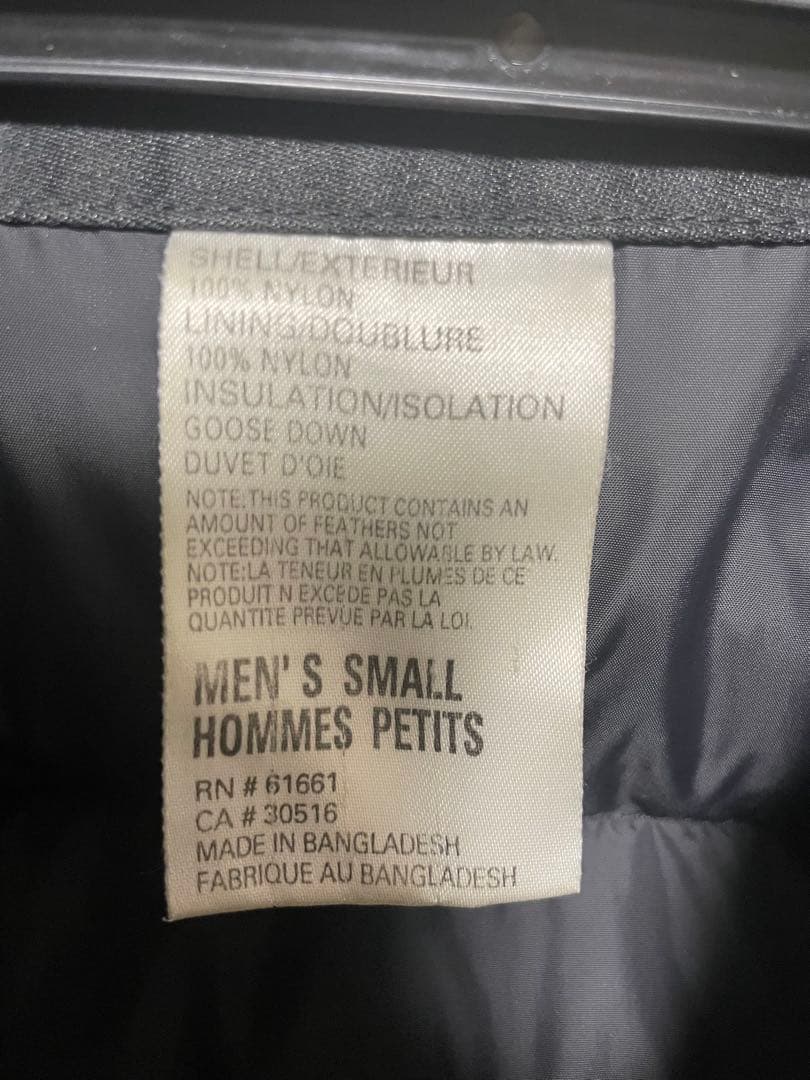 SHELL/EXTERIEUR
100% NYLON
LINING/DOUBLURE
100% NYLON
INSULATION/ISOLATION
GOOSE DOWN
DUVET D'OIE
NOTE:THIS PRODUCT CONTAINS AN
AMOUNT OF FEATHERS NOT
EXCEEDING THAT ALLOWABLE BY LAW.
NOTE:LA TENEUR EN PLUMES DE CE
PRODUIT N EXCEDE PAS LA
QUANTITE PREVUE PAR LA LOI.
MEN'S SMALL
HOMMES PETITS
RN # 61661
CA # 30516
MADE IN BANGLADESH
FABRIQUE AU BANGLADESH